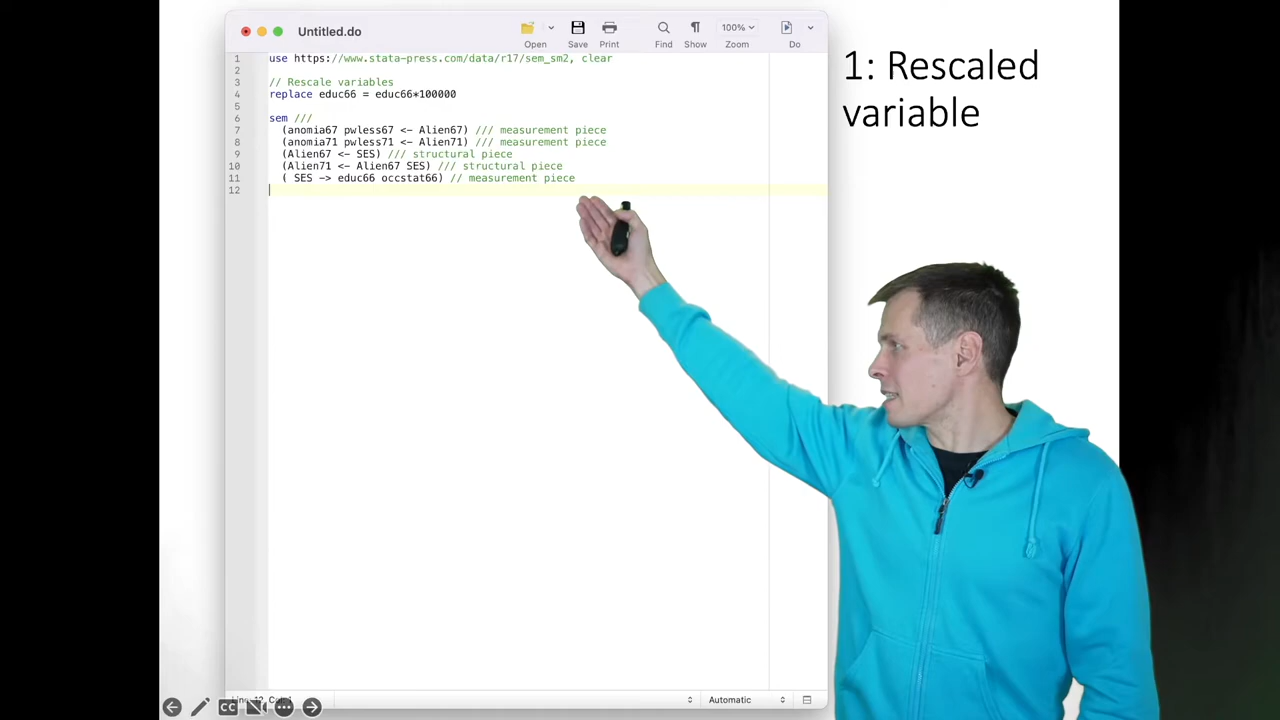 Untitled.do
Open
Save
Print
Find
Show
100%
Zoom
Do
1: Rescaled
variable
1 use https://www.stata-press.com/data/r17/sem_sm2, clear
2
3 // Rescale variables
4 replace educ66 = educ66*100000
5
6 sem ///
7 (anomia67 pwless67 <- Alien67) /// measurement piece
8 (anomia71 pwless71 <- Alien71) /// measurement piece
9 (Alien67 <- SES) /// structural piece
10 (Alien71 <- Alien67 SES) /// structural piece
11 ( SES -> educ66 occstat66) // measurement piece
12
CC
Automatic